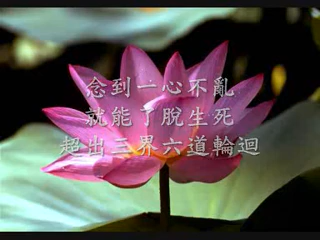 念到一心不亂
就能了脫生死
超出三界六道輪迴